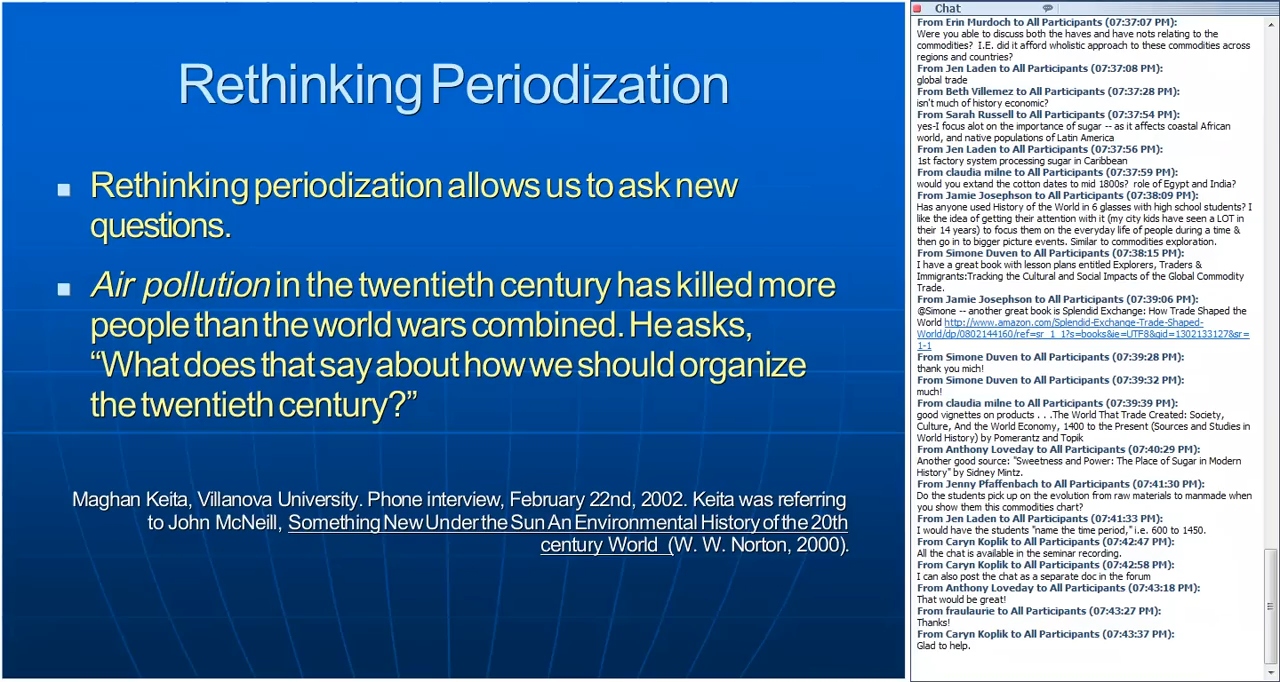 Rethinking Periodization
Rethinking periodization allows us to ask new
questions.
Air pollution in the twentieth century has killed more
people than the world wars combined. He asks,
“What does that say about how we should organize
the twentieth century?”
Maghan Keita, Villanova University. Phone interview, February 22nd, 2002. Keita was referring
to John McNeill, Something New Under the Sun An Environmental History of the 20th
century World (W. W. Norton, 2000).
Chat
From Erin Murdoch to All Participants (07:37:07 PM):
Were you able to discuss both the haves and have nots relating to the
commodities? I.E. did it afford wholistic approach to these commodities across
regions and countries?
From Jen Laden to All Participants (07:37:08 PM):
global trade
From Beth Villemez to All Participants (07:37:28 PM):
isn't much of history economic?
From Sarah Russell to All Participants (07:37:54 PM):
yes-I focus alot on the importance of sugar -- as it affects coastal African
world, and native populations of Latin America
From Jen Laden to All Participants (07:37:56 PM):
1st factory system processing sugar in Caribbean
From claudia milne to All Participants (07:37:59 PM):
would you extand the cotton dates to mid 1800s? role of Egypt and India?
From Jamie Josephson to All Participants (07:38:09 PM):
Has anyone used History of the World in 6 glasses with high school students? I
like the idea of getting their attention with it (my city kids have seen a LOT in
their 14 years) to focus them on the everyday life of people during a time &
then go in to bigger picture events. Similar to commodities exploration.
From Simone Duven to All Participants (07:38:15 PM):
I have a great book with lesson plans entitled Explorers, Traders &
Immigrants:Tracking the Cultural and Social Impacts of the Global Commodity
Trade.
From Jamie Josephson to All Participants (07:39:06 PM):
@Simone -- another great book is Splendid Exchange: How Trade Shaped the
World http://www.amazon.com/Splendid-Exchange-Trade-Shaped-
World/dp/0802144160/ref=sr_1_1?s=books&ie=UTF8&qid=1302133127&sr=
1-1
From Simone Duven to All Participants (07:39:28 PM):
thank you mich!
From Simone Duven to All Participants (07:39:32 PM):
much!
From claudia milne to All Participants (07:39:39 PM):
good vignettes on products . . .The World That Trade Created: Society,
Culture, And the World Economy, 1400 to the Present (Sources and Studies in
World History) by Pomerantz and Topik
From Anthony Loveday to All Participants (07:40:29 PM):
Another good source: "Sweetness and Power: The Place of Sugar in Modern
History" by Sidney Mintz.
From Jenny Pfaffenbach to All Participants (07:41:30 PM):
Do the students pick up on the evolution from raw materials to manmade when
you show them this commodities chart?
From Jen Laden to All Participants (07:41:33 PM):
I would have the students "name the time period," i.e. 600 to 1450.
From Caryn Koplik to All Participants (07:42:47 PM):
All the chat is available in the seminar recording.
From Caryn Koplik to All Participants (07:42:58 PM):
I can also post the chat as a separate doc in the forum
From Anthony Loveday to All Participants (07:43:18 PM):
That would be great!
From fraulaurie to All Participants (07:43:27 PM):
Thanks!
From Caryn Koplik to All Participants (07:43:37 PM):
Glad to help.